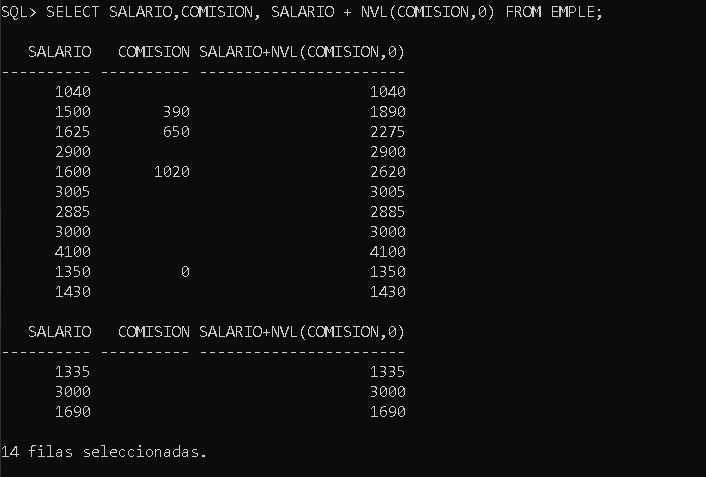 SQL> SELECT SALARIO,COMISION, SALARIO + NVL(COMISION,0) FROM EMPLE;
SALARIO COMISION SALARIO+NVL(COMISION,0)
---------- ---------- -----------------------
1040 1040
1500 390 1890
1625 650 2275
2900 2900
1600 1020 2620
3005 3005
2885 2885
3000 3000
4100 4100
1350 0 1350
1430 1430
SALARIO COMISION SALARIO+NVL(COMISION,0)
---------- ---------- -----------------------
1335 1335
3000 3000
1690 1690
14 filas seleccionadas.